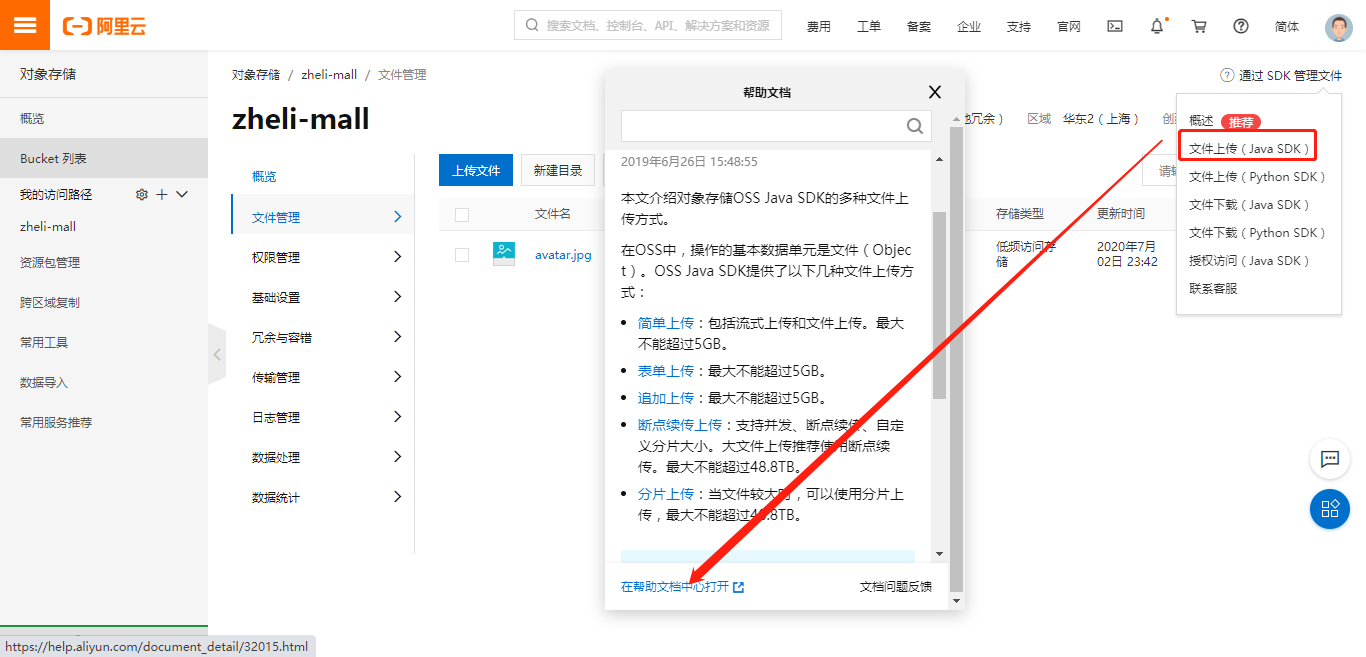 阿里云
搜索文档、控制台、API、解决方案和资源
费用
工单
备案
企业
支持
官网
简体
对象存储
概览
Bucket 列表
我的访问路径
zheli-mall
资源包管理
跨区域复制
常用工具
数据导入
常用服务推荐
对象存储 / zheli-mall / 文件管理
通过 SDK 管理文件
zheli-mall
冗余）
区域 华东2（上海）
概览
文件管理
权限管理
基础设置
冗余与容错
传输管理
日志管理
数据处理
数据统计
上传文件
新建目录
文件名
存储类型
更新时间
avatar.jpg
低频访问存
储
2020年7月
02日 23:42
帮助文档
2019年6月26日 15:48:55
本文介绍对象存储OSS Java SDK的多种文件上
传方式。
在OSS中，操作的基本数据单元是文件（Objec
t）。OSS Java SDK提供了以下几种文件上传方
式：
简单上传：包括流式上传和文件上传。最大
不能超过5GB。
表单上传：最大不能超过5GB。
追加上传：最大不能超过5GB。
断点续传上传：支持并发、断点续传、自定
义分片大小。大文件上传推荐使用断点续
传。最大不能超过48.8TB。
分片上传：当文件较大时，可以使用分片上
传，最大不能超过48.8TB。
在帮助文档中心打开
文档问题反馈
概述 推荐
文件上传（Java SDK）
文件上传（Python SDK）
文件下载（Java SDK）
文件下载（Python SDK）
授权访问（Java SDK）
联系客服
https://help.aliyun.com/document_detail/32015.html